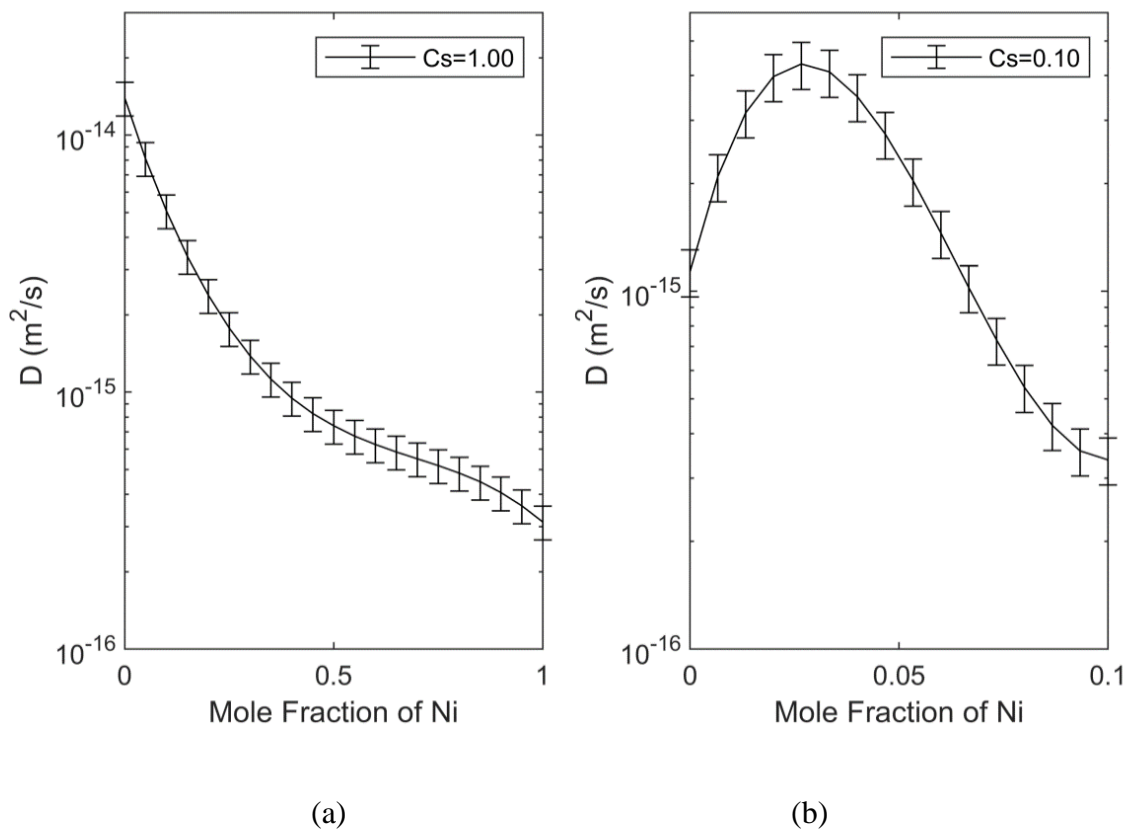 Cs=1.00
10^-14
10^-15
10^-16
D (m^2/s)
0
0.5
1
Mole Fraction of Ni
(a)
Cs=0.10
10^-15
10^-16
D (m^2/s)
0
0.05
0.1
Mole Fraction of Ni
(b)